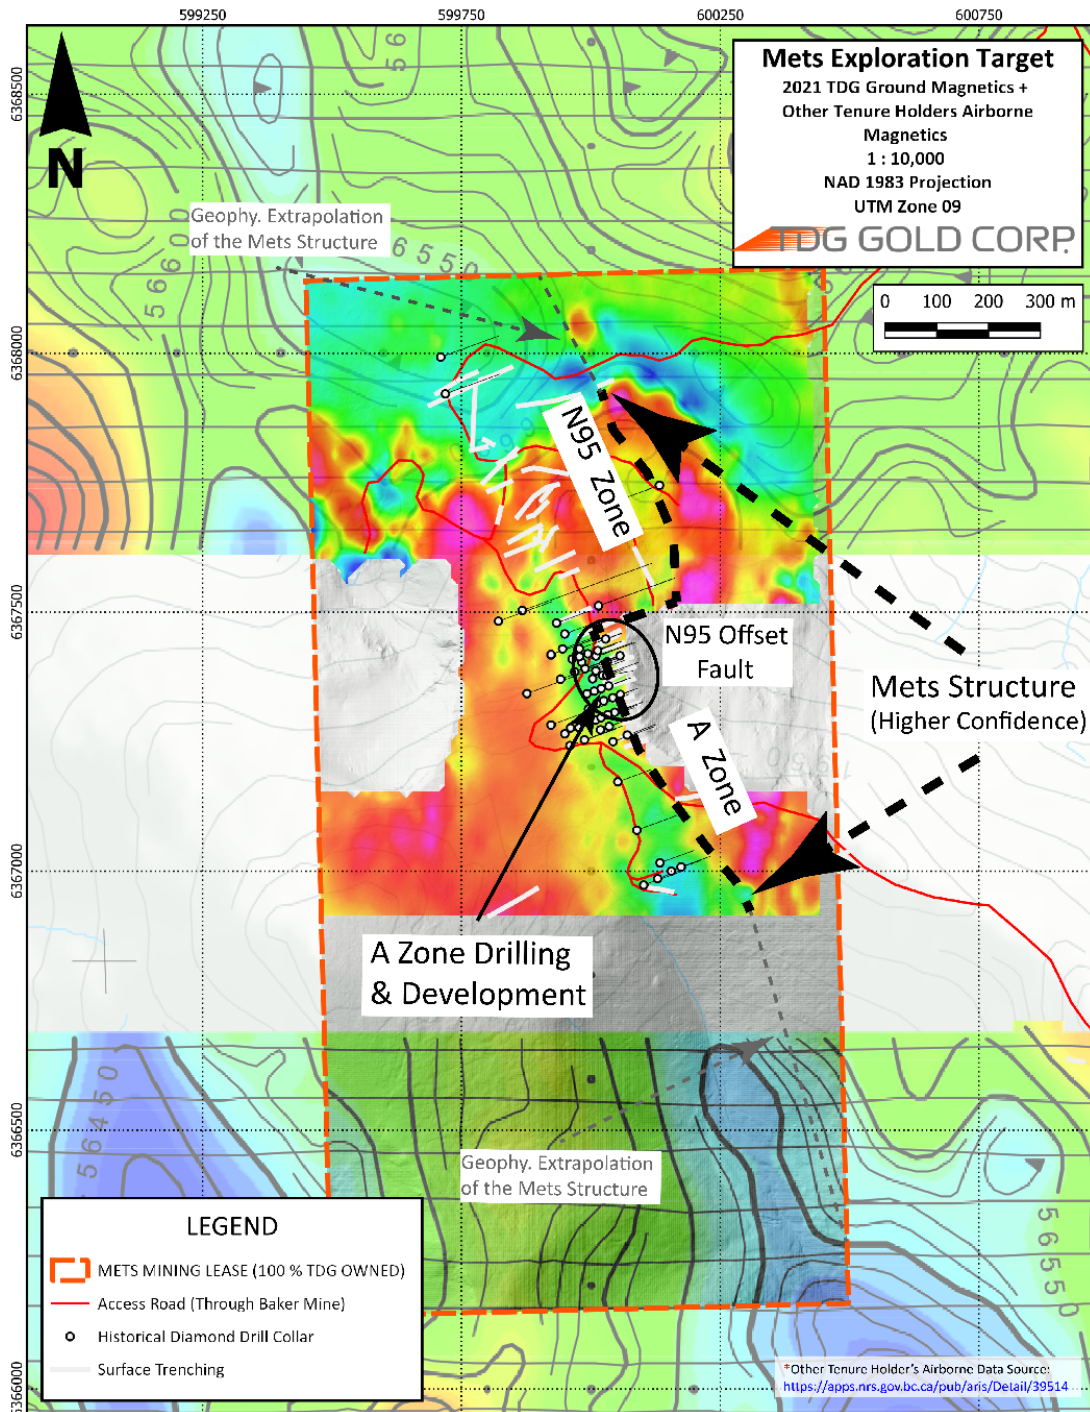 599250
599750
600250
600750
6368500
6368000
6367500
6367000
6366500
6366000
Mets Exploration Target
2021 TDG Ground Magnetics +
Other Tenure Holders Airborne
Magnetics
1 : 10,000
NAD 1983 Projection
UTM Zone 09
TDG GOLD CORP.
0 100 200 300 m
N
Geophy. Extrapolation
of the Mets Structure
56
56600
56550
N95 Zone
N95 Offset
Fault
Mets Structure
(Higher Confidence)
A Zone
A Zone Drilling
& Development
56450
Geophy. Extrapolation
of the Mets Structure
56550
LEGEND
METS MINING LEASE (100 % TDG OWNED)
Access Road (Through Baker Mine)
Historical Diamond Drill Collar
Surface Trenching
*Other Tenure Holder's Airborne Data Source:
https://apps.nrs.gov.bc.ca/pub/aris/Detail/39514